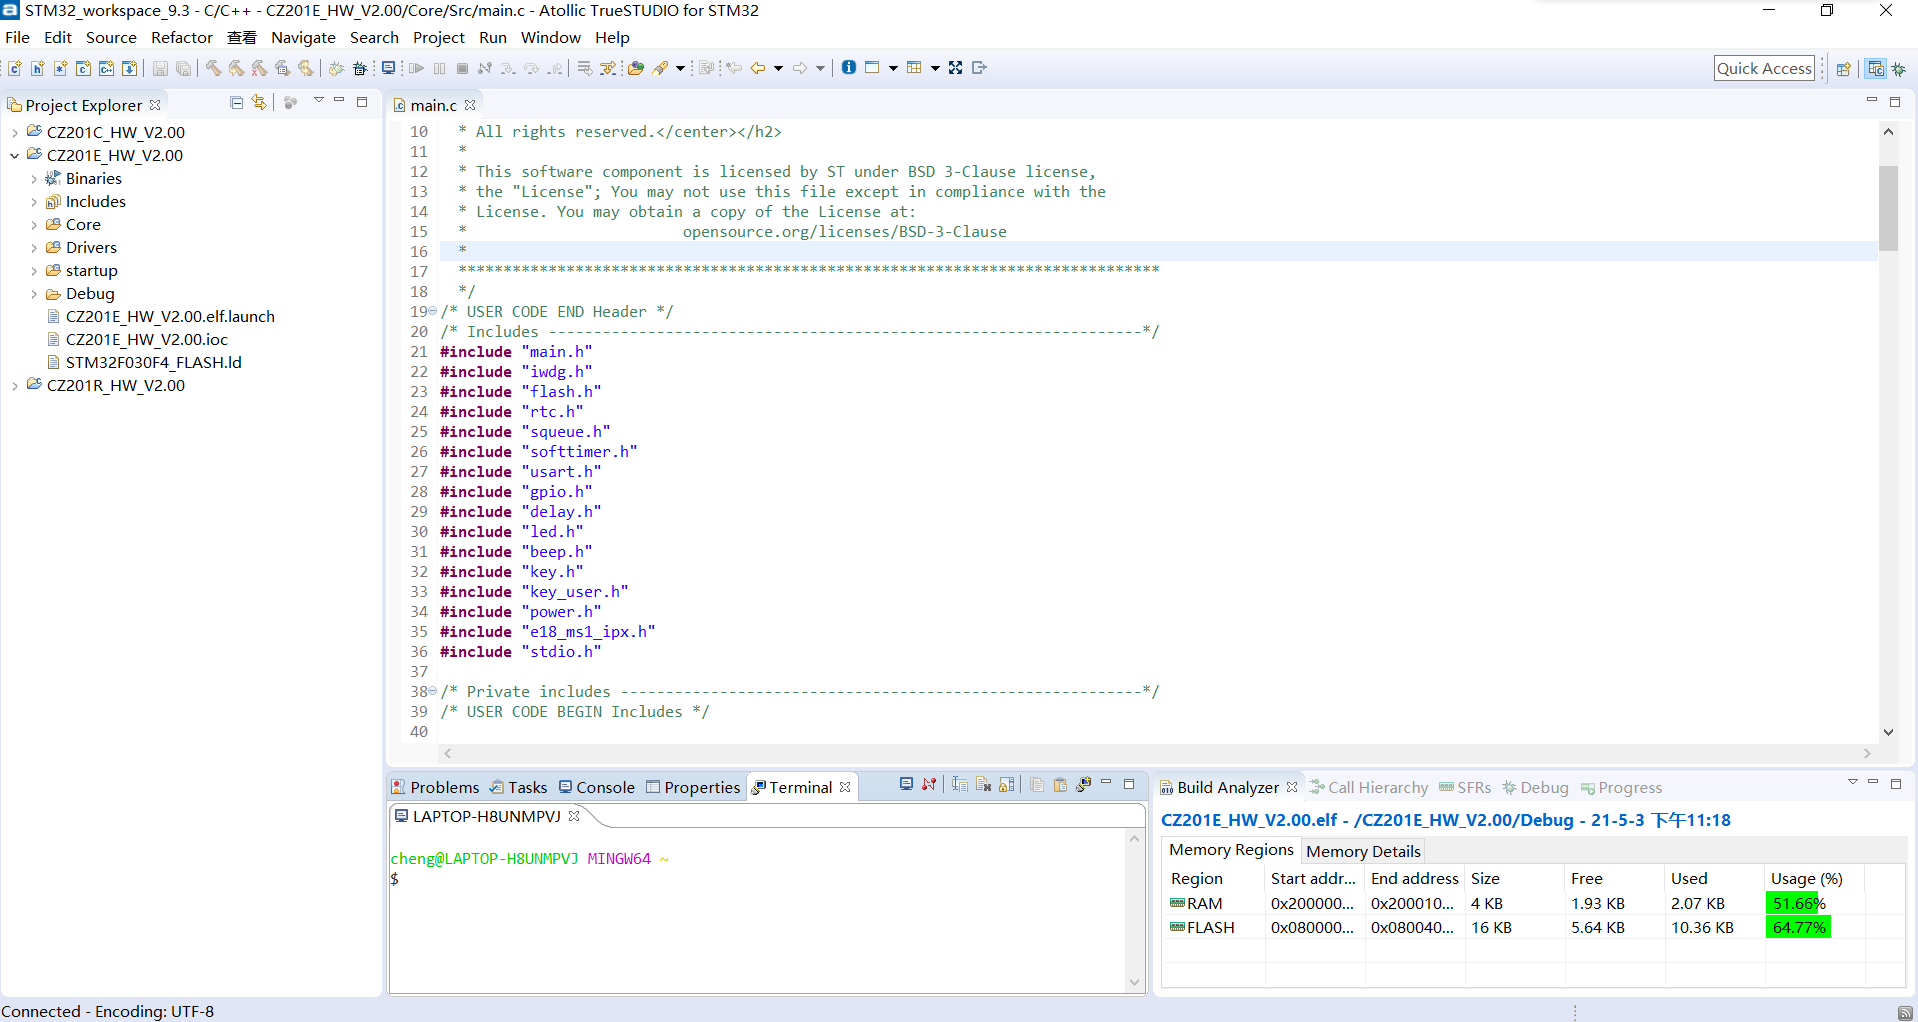 STM32_workspace_9.3 - C/C++ - CZ201E_HW_V2.00/Core/Src/main.c - Atollic TrueSTUDIO for STM32
File Edit Source Refactor 查看 Navigate Search Project Run Window Help
Quick Access
Project Explorer
CZ201C_HW_V2.00
CZ201E_HW_V2.00
Binaries
Includes
Core
Drivers
startup
Debug
CZ201E_HW_V2.00.elf.launch
CZ201E_HW_V2.00.ioc
STM32F030F4_FLASH.ld
CZ201R_HW_V2.00
main.c
10 * All rights reserved.</center></h2>
11 *
12 * This software component is licensed by ST under BSD 3-Clause license,
13 * the "License"; You may not use this file except in compliance with the
14 * License. You may obtain a copy of the License at:
15 * opensource.org/licenses/BSD-3-Clause
16 *
17 ******************************************************************************
18 */
19 /* USER CODE END Header */
20 /* Includes ------------------------------------------------------------------*/
21 #include "main.h"
22 #include "iwdg.h"
23 #include "flash.h"
24 #include "rtc.h"
25 #include "squeue.h"
26 #include "softtimer.h"
27 #include "usart.h"
28 #include "gpio.h"
29 #include "delay.h"
30 #include "led.h"
31 #include "beep.h"
32 #include "key.h"
33 #include "key_user.h"
34 #include "power.h"
35 #include "e18_ms1_ipx.h"
36 #include "stdio.h"
37
38 /* Private includes ----------------------------------------------------------*/
39 /* USER CODE BEGIN Includes */
40
Problems Tasks Console Properties Terminal
LAPTOP-H8UNMPVJ
cheng@LAPTOP-H8UNMPVJ MINGW64 ~
$
Build Analyzer Call Hierarchy SFRs Debug Progress
CZ201E_HW_V2.00.elf - /CZ201E_HW_V2.00/Debug - 21-5-3 下午11:18
Memory Regions Memory Details
Region Start addr... End address Size Free Used Usage (%)
RAM 0x200000... 0x200010... 4 KB 1.93 KB 2.07 KB 51.66%
FLASH 0x080000... 0x080040... 16 KB 5.64 KB 10.36 KB 64.77%
Connected - Encoding: UTF-8